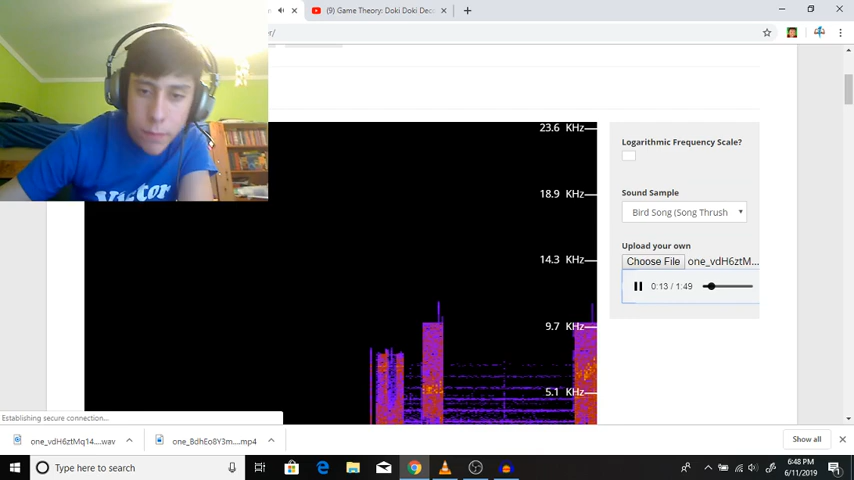 (9) Game Theory: Doki Doki Dec
er/
23.6 KHz
18.9 KHz
14.3 KHz
9.7 KHz
5.1 KHz
Logarithmic Frequency Scale?
Sound Sample
Bird Song (Song Thrush
Upload your own
Choose File one_vdH6ztM...
0:13 / 1:49
Victor
Establishing secure connection...
one_vdH6ztMq14....wav
one_BdhEo8Y3m....mp4
Show all
Type here to search
6:48 PM
6/11/2019